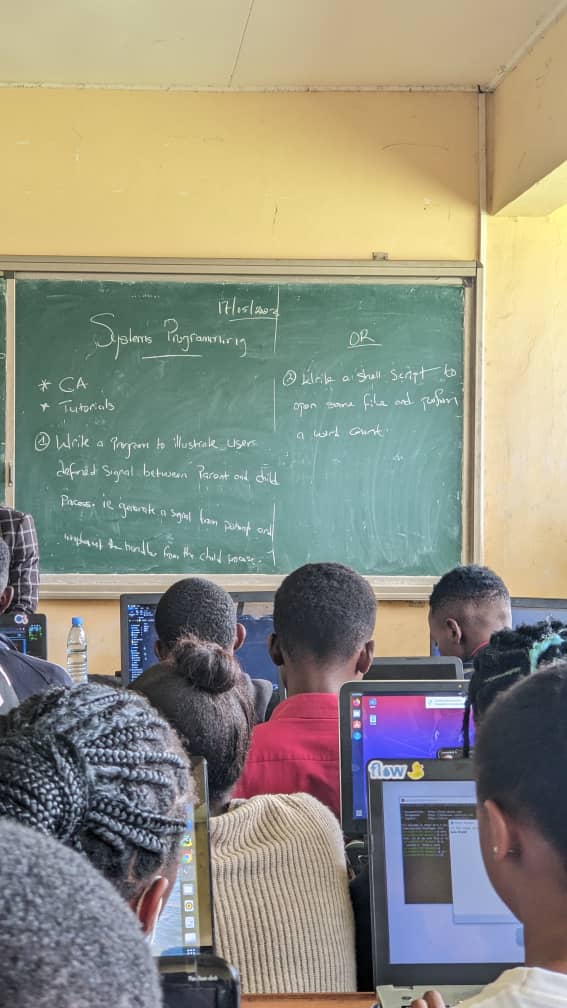 17/05/202
Systems Programming
* CA
* Tutorials
① Write a Program to illustrate user
defined Signal between Parent and child
Process. ie generate a signal from parent and
implement the handler from the child process.
OR
② Write a shell Script to
open some file and perform
a word count.
flow